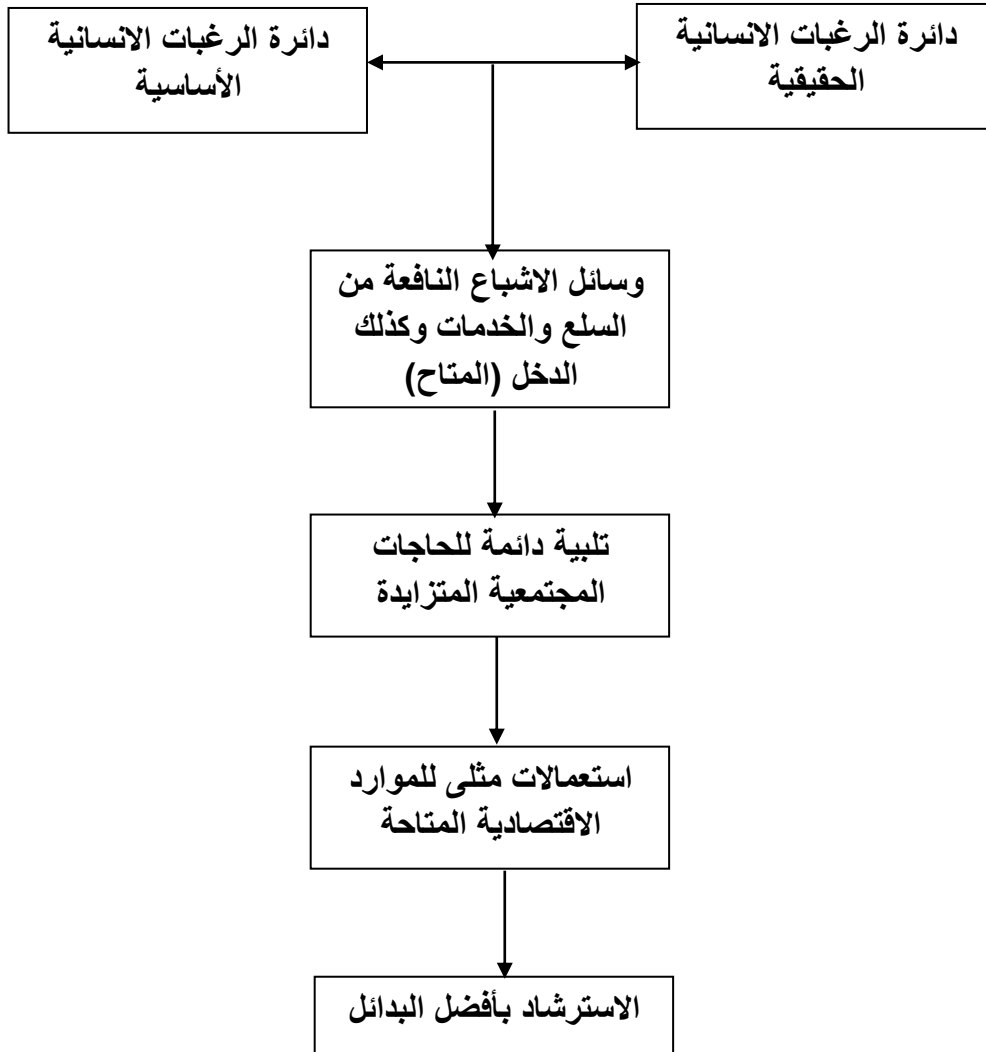 دائرة الرغبات الانسانية
الحقيقية
دائرة الرغبات الانسانية
الأساسية
وسائل الاشباع النافعة من
السلع والخدمات وكذلك
الدخل (المتاح)
تلبية دائمة للحاجات
المجتمعية المتزايدة
استعمالات مثلى للموارد
الاقتصادية المتاحة
الاسترشاد بأفضل البدائل